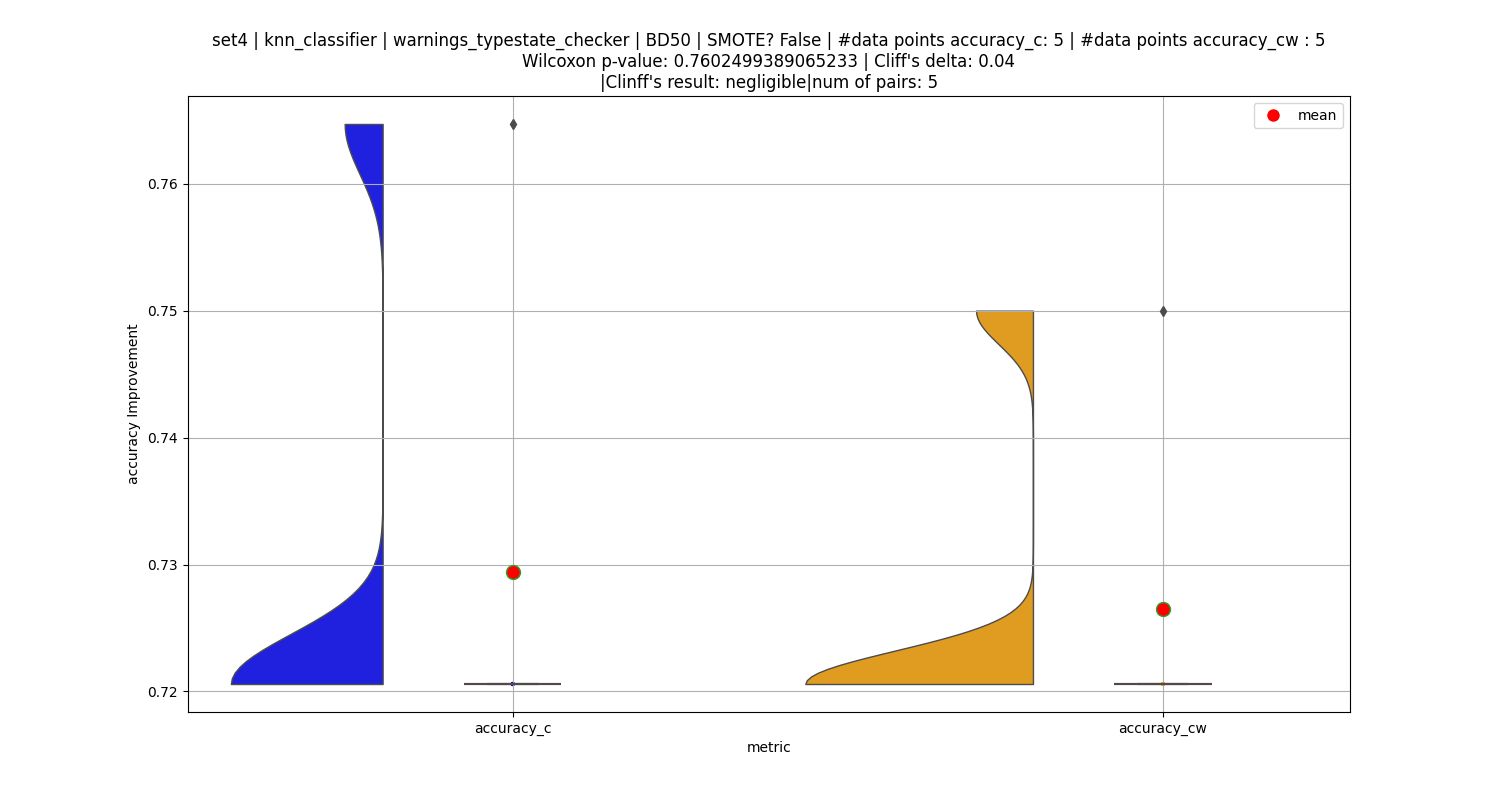 set4 | knn_classifier | warnings_typestate_checker | BD50 | SMOTE? False | #data points accuracy_c: 5 | #data points accuracy_cw : 5
Wilcoxon p-value: 0.7602499389065233 | Cliff's delta: 0.04
|Clinff's result: negligible|num of pairs: 5
mean
0.76
0.75
0.74
0.73
0.72
accuracy Improvement
accuracy_c
accuracy_cw
metric